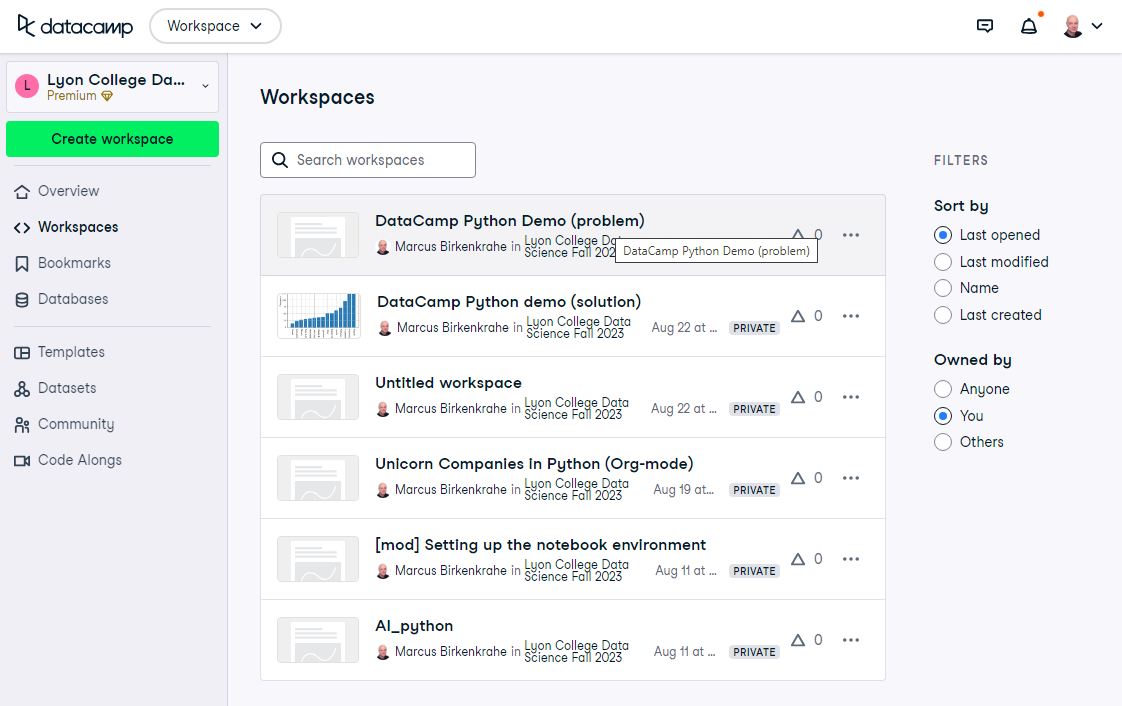 datacamp
Workspace
L
Lyon College Da...
Premium
Create workspace
Overview
Workspaces
Bookmarks
Databases
Templates
Datasets
Community
Code Alongs
Workspaces
Search workspaces
DataCamp Python Demo (problem)
Marcus Birkenkrahe in Lyon College Da
Science Fall 202
0
DataCamp Python Demo (problem)
DataCamp Python demo (solution)
Marcus Birkenkrahe in Lyon College Data
Science Fall 2023
Aug 22 at ...
PRIVATE
0
Untitled workspace
Marcus Birkenkrahe in Lyon College Data
Science Fall 2023
Aug 22 at ...
PRIVATE
0
Unicorn Companies in Python (Org-mode)
Marcus Birkenkrahe in Lyon College Data
Science Fall 2023
Aug 19 at...
PRIVATE
0
[mod] Setting up the notebook environment
Marcus Birkenkrahe in Lyon College Data
Science Fall 2023
Aug 11 at ...
PRIVATE
0
AI_python
Marcus Birkenkrahe in Lyon College Data
Science Fall 2023
Aug 11 at ...
PRIVATE
0
FILTERS
Sort by
Last opened
Last modified
Name
Last created
Owned by
Anyone
You
Others